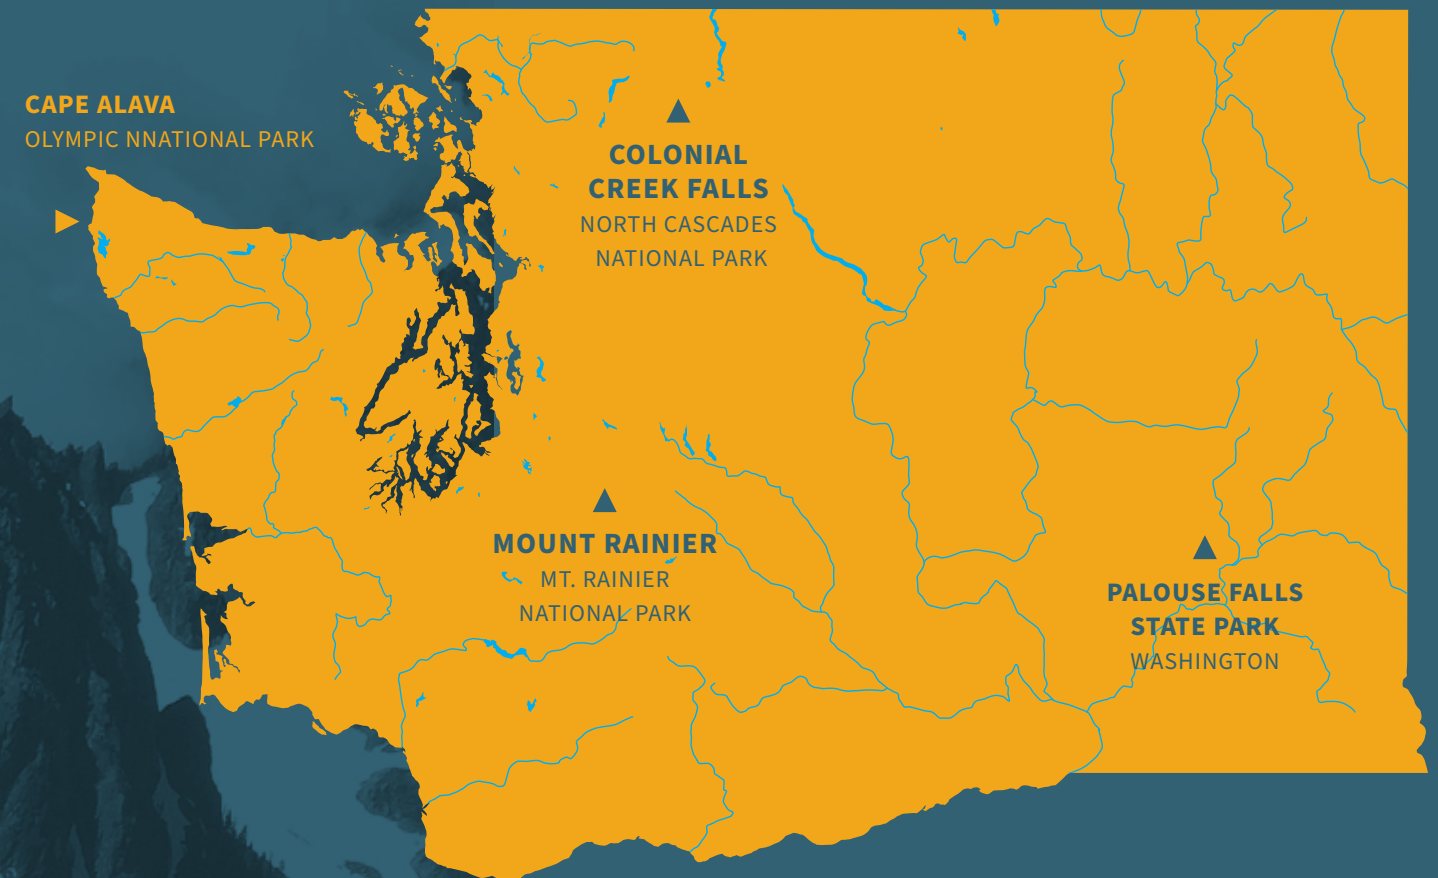 CAPE ALAVA
OLYMPIC NNATIONAL PARK
COLONIAL
CREEK FALLS
NORTH CASCADES
NATIONAL PARK
MOUNT RAINIER
MT. RAINIER
NATIONAL PARK
PALOUSE FALLS
STATE PARK
WASHINGTON